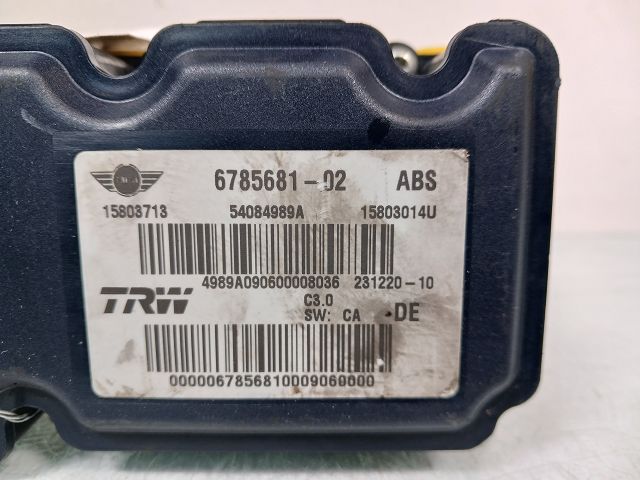 6785681-02 ABS
15803713 54084989A 15803014U
4989A090600008036 231220-10
TRW C3.0
SW: CA DE
0000067856810009060000